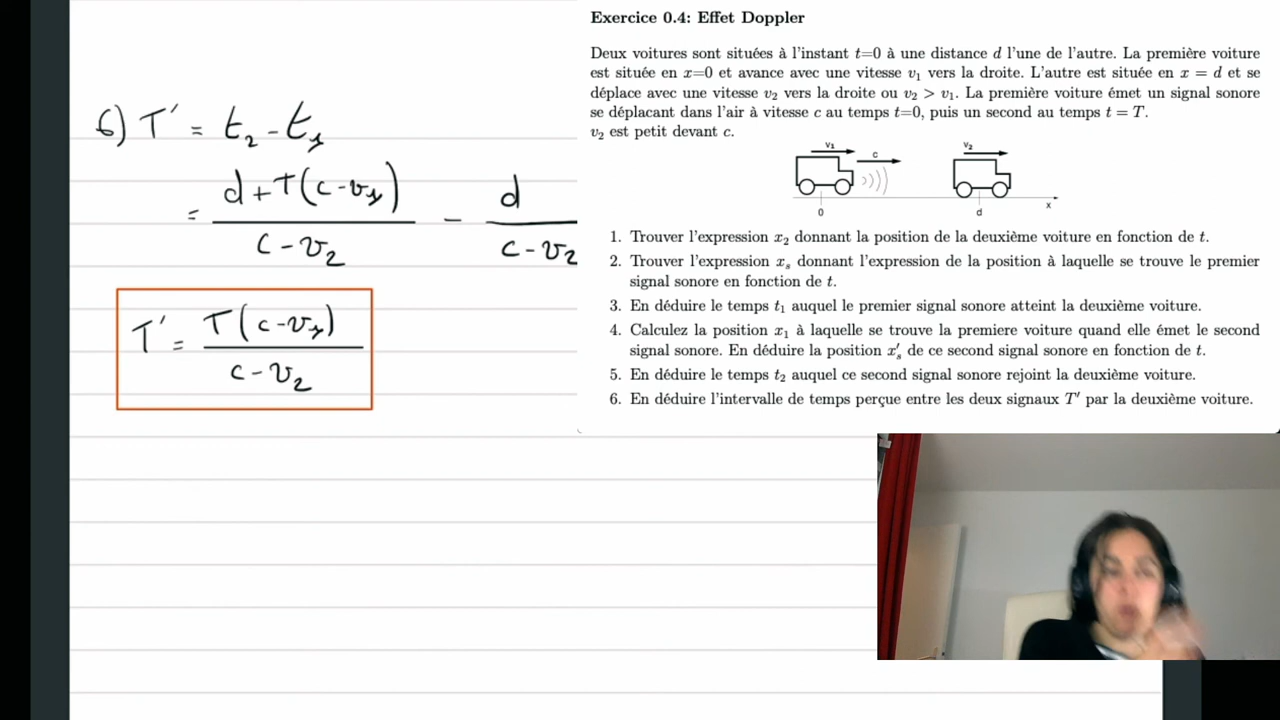 6) T' = t₂ - t₁
= d+T(c-v₁) / c-v₂ - d / c-v₂
T' = T(c-v₁) / c-v₂
Exercice 0.4: Effet Doppler
Deux voitures sont situées à l'instant t=0 à une distance d l'une de l'autre. La première voiture
est située en x=0 et avance avec une vitesse v₁ vers la droite. L'autre est située en x = d et se
déplace avec une vitesse v₂ vers la droite ou v₂ > v₁. La première voiture émet un signal sonore
se déplacant dans l'air à vitesse c au temps t=0, puis un second au temps t = T.
v₂ est petit devant c.
v₁
c
v₂
0
d
x
1. Trouver l'expression x₂ donnant la position de la deuxième voiture en fonction de t.
2. Trouver l'expression xₛ donnant l'expression de la position à laquelle se trouve le premier
signal sonore en fonction de t.
3. En déduire le temps t₁ auquel le premier signal sonore atteint la deuxième voiture.
4. Calculez la position x₁ à laquelle se trouve la premiere voiture quand elle émet le second
signal sonore. En déduire la position x'ₛ de ce second signal sonore en fonction de t.
5. En déduire le temps t₂ auquel ce second signal sonore rejoint la deuxième voiture.
6. En déduire l'intervalle de temps perçue entre les deux signaux T' par la deuxième voiture.